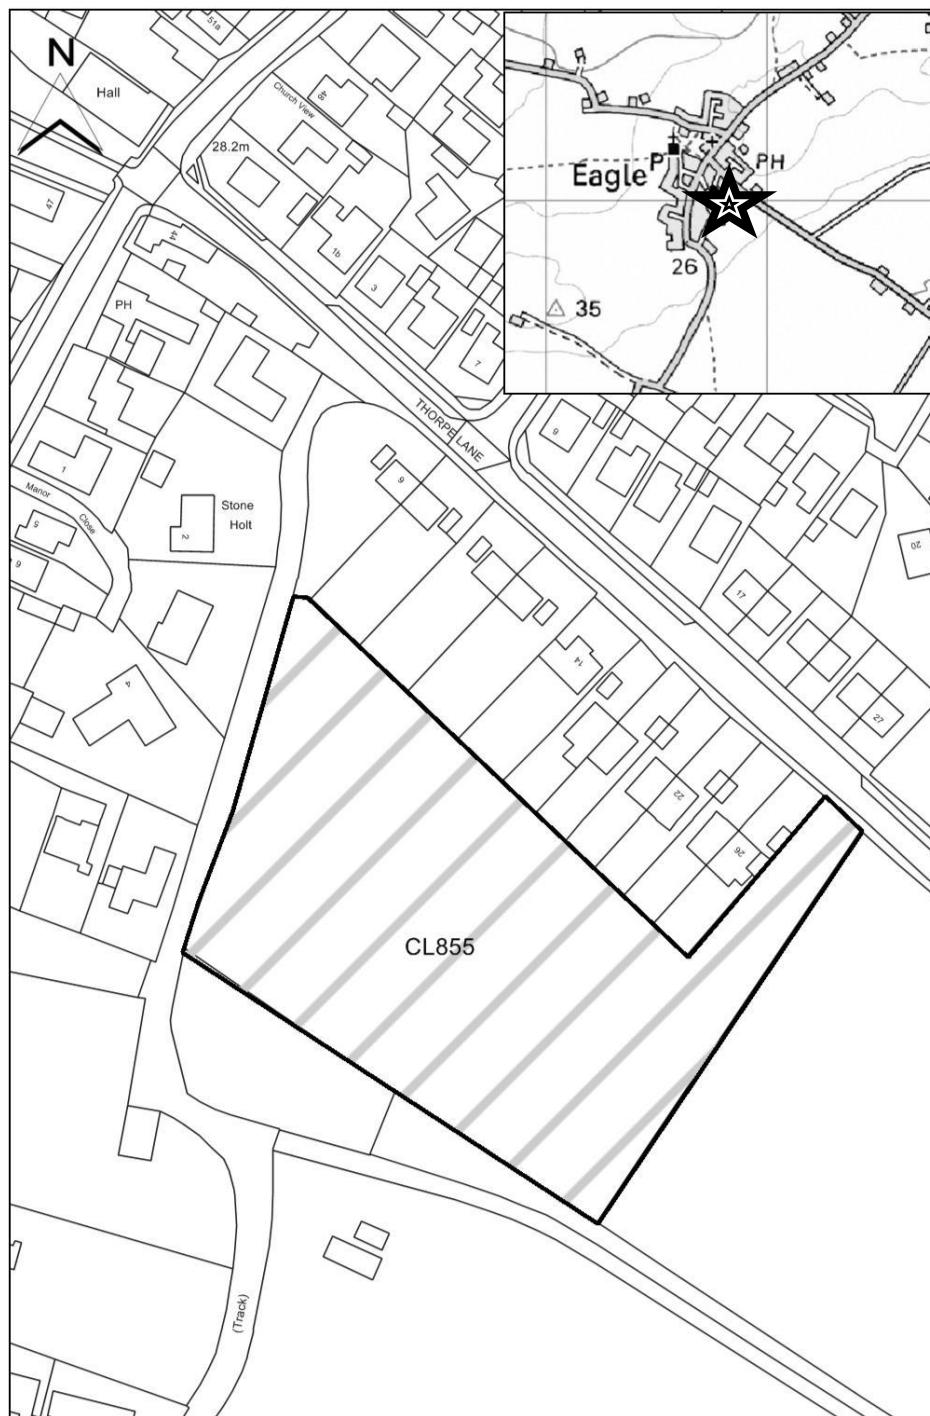 N
51a
Hall
Church View
48
28.2m
47
44
1b
3
PH
7
THORPE LANE
9
1
Manor
Close
5
9
Stone
Holt
2
9
4
14
17
20
27
22
26
CL855
(Track)
Eagle
P
PH
26
35